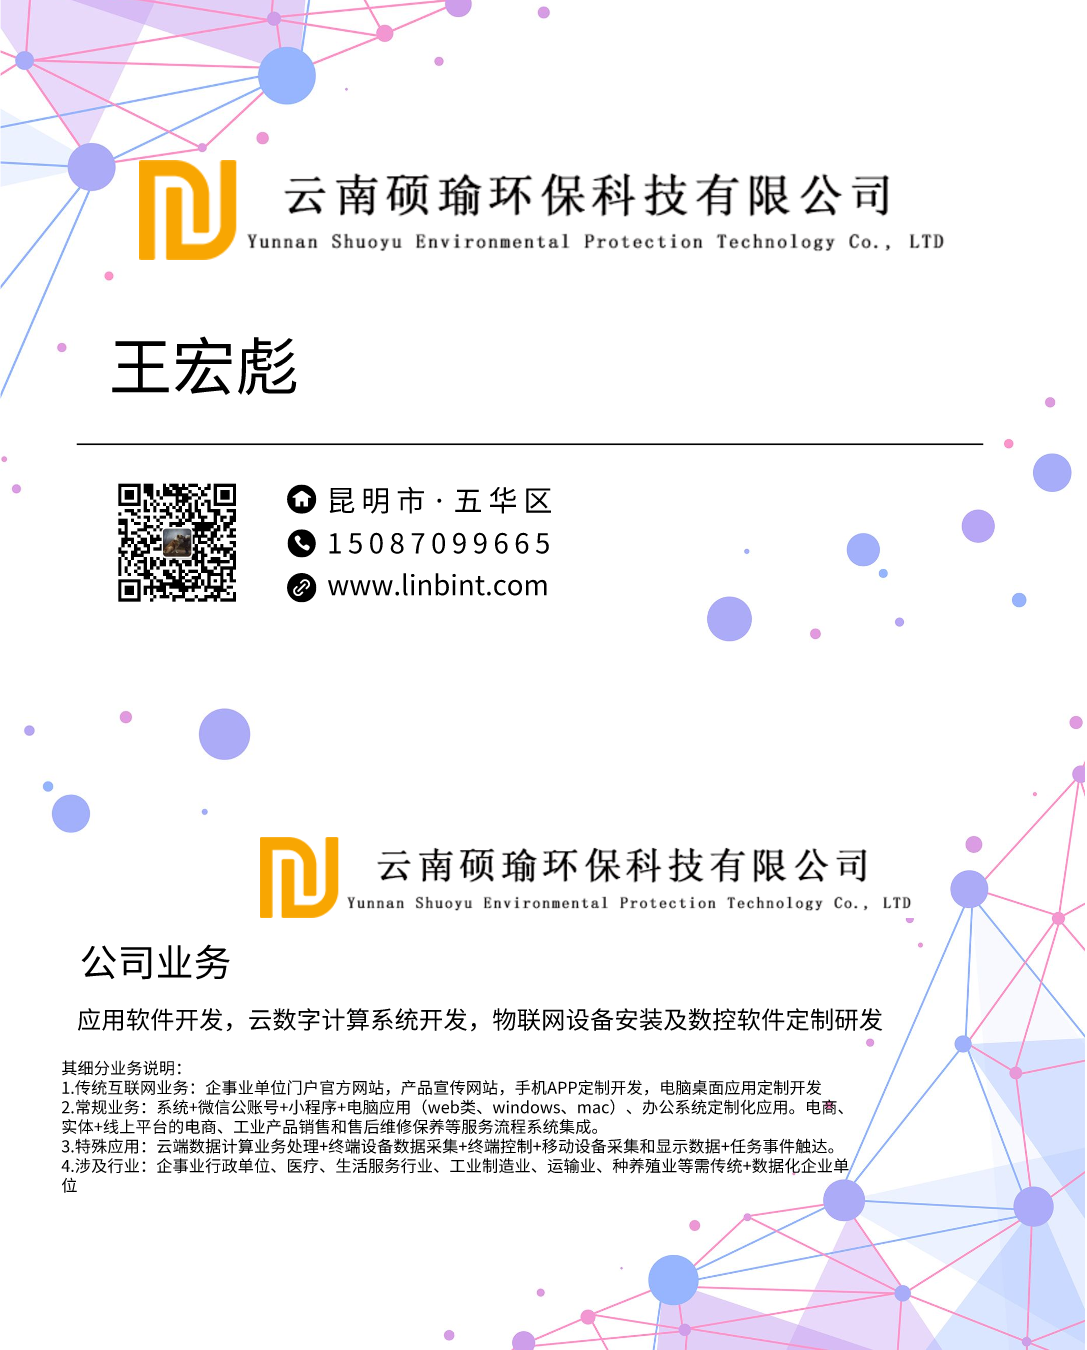 云南硕瑜环保科技有限公司
Yunnan Shuoyu Environmental Protection Technology Co., LTD
王宏彪
昆明市·五华区
15087099665
www.linbint.com
云南硕瑜环保科技有限公司
Yunnan Shuoyu Environmental Protection Technology Co., LTD
公司业务
应用软件开发，云数字计算系统开发，物联网设备安装及数控软件定制研发
其细分业务说明：
1.传统互联网业务：企事业单位门户官方网站，产品宣传网站，手机APP定制开发，电脑桌面应用定制开发
2.常规业务：系统+微信公账号+小程序+电脑应用（web类、windows、mac）、办公系统定制化应用。电商、
实体+线上平台的电商、工业产品销售和售后维修保养等服务流程系统集成。
3.特殊应用：云端数据计算业务处理+终端设备数据采集+终端控制+移动设备采集和显示数据+任务事件触达。
4.涉及行业：企事业行政单位、医疗、生活服务行业、工业制造业、运输业、种养殖业等需传统+数据化企业单
位